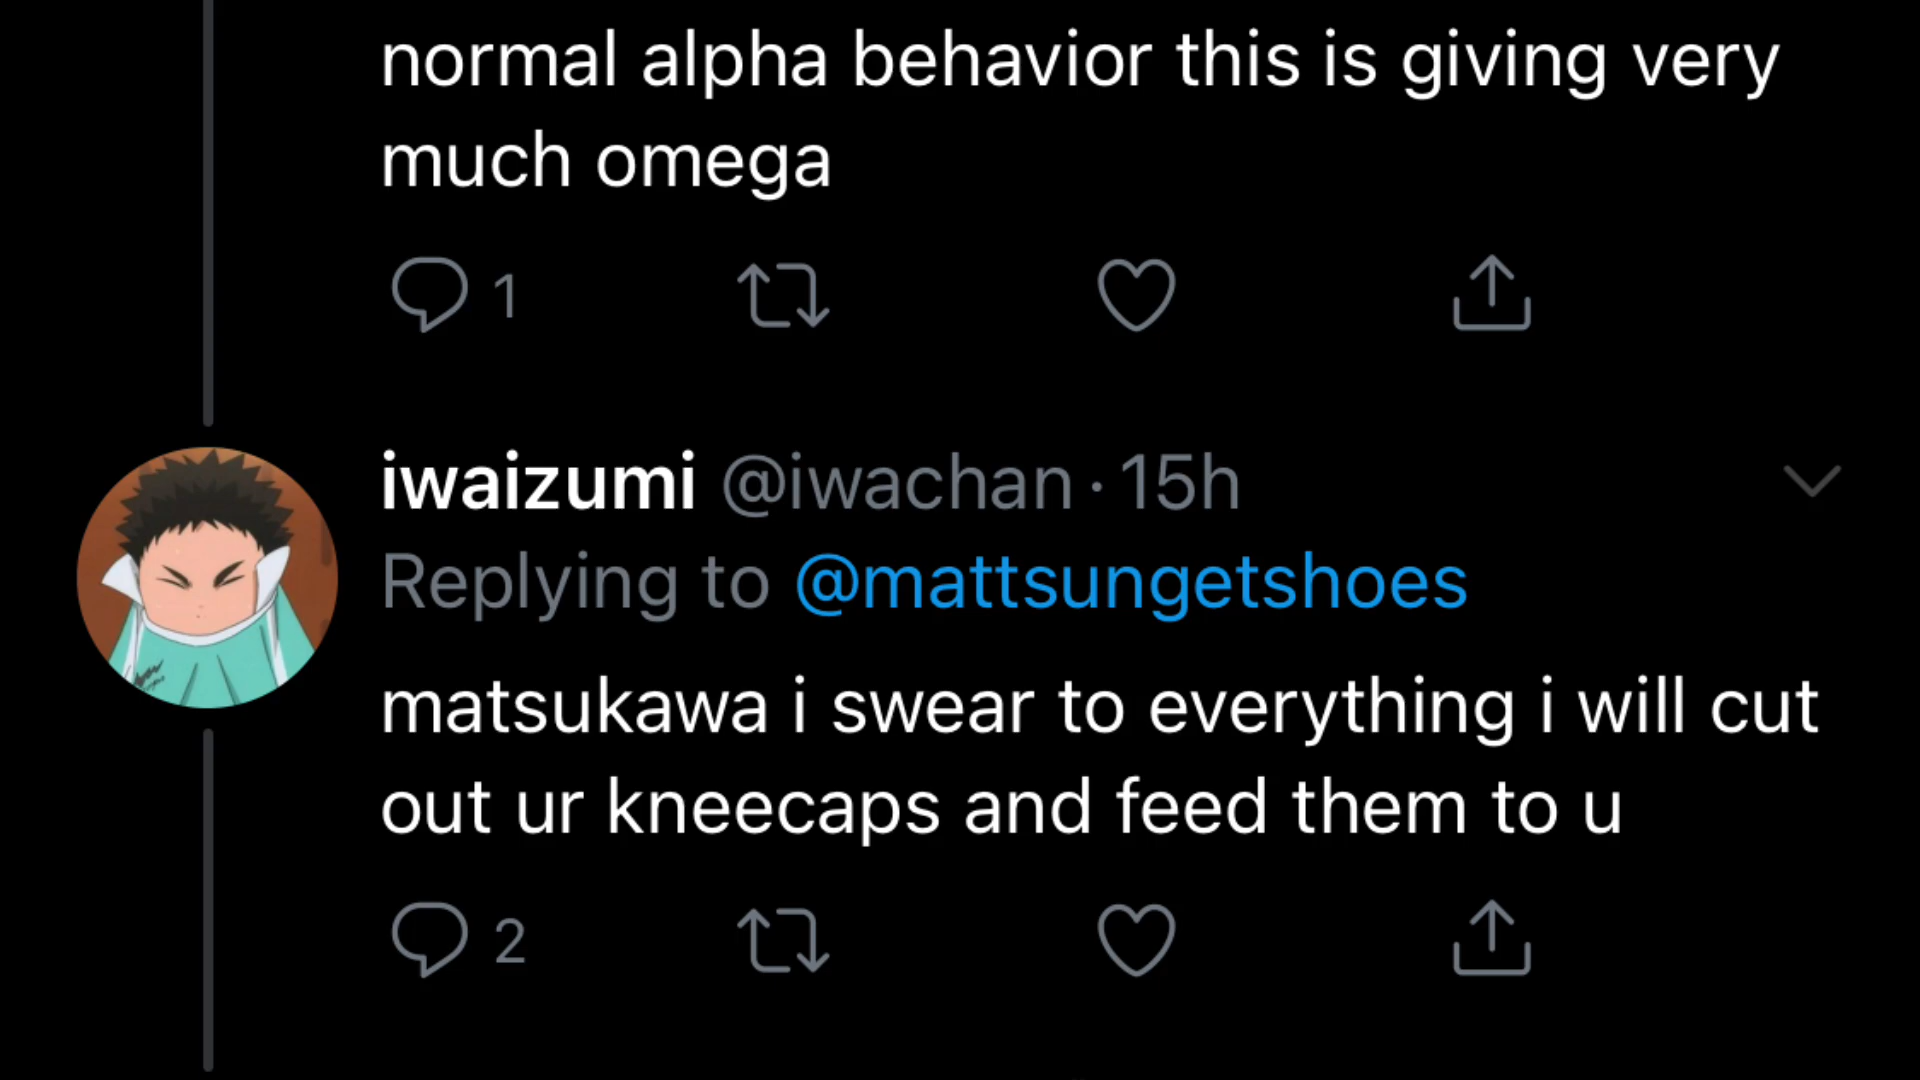 normal alpha behavior this is giving very
much omega
1
iwaizumi @iwachan · 15h
Replying to @mattsungetshoes
matsukawa i swear to everything i will cut
out ur kneecaps and feed them to u
2